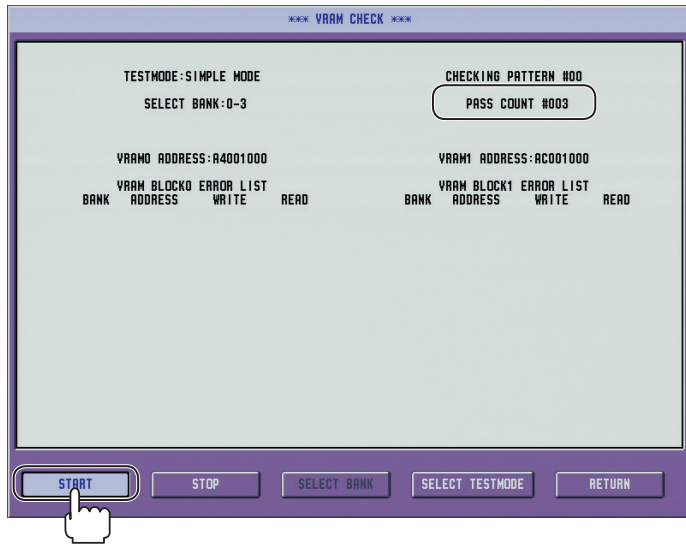 *** VRAM CHECK ***
TESTMODE:SIMPLE MODE CHECKING PATTERN #00
SELECT BANK:0-3 PASS COUNT #003
VRAM0 ADDRESS:A4001000 VRAM1 ADDRESS:AC001000
VRAM BLOCK0 ERROR LIST VRAM BLOCK1 ERROR LIST
BANK ADDRESS WRITE READ BANK ADDRESS WRITE READ
START STOP SELECT BANK SELECT TESTMODE RETURN